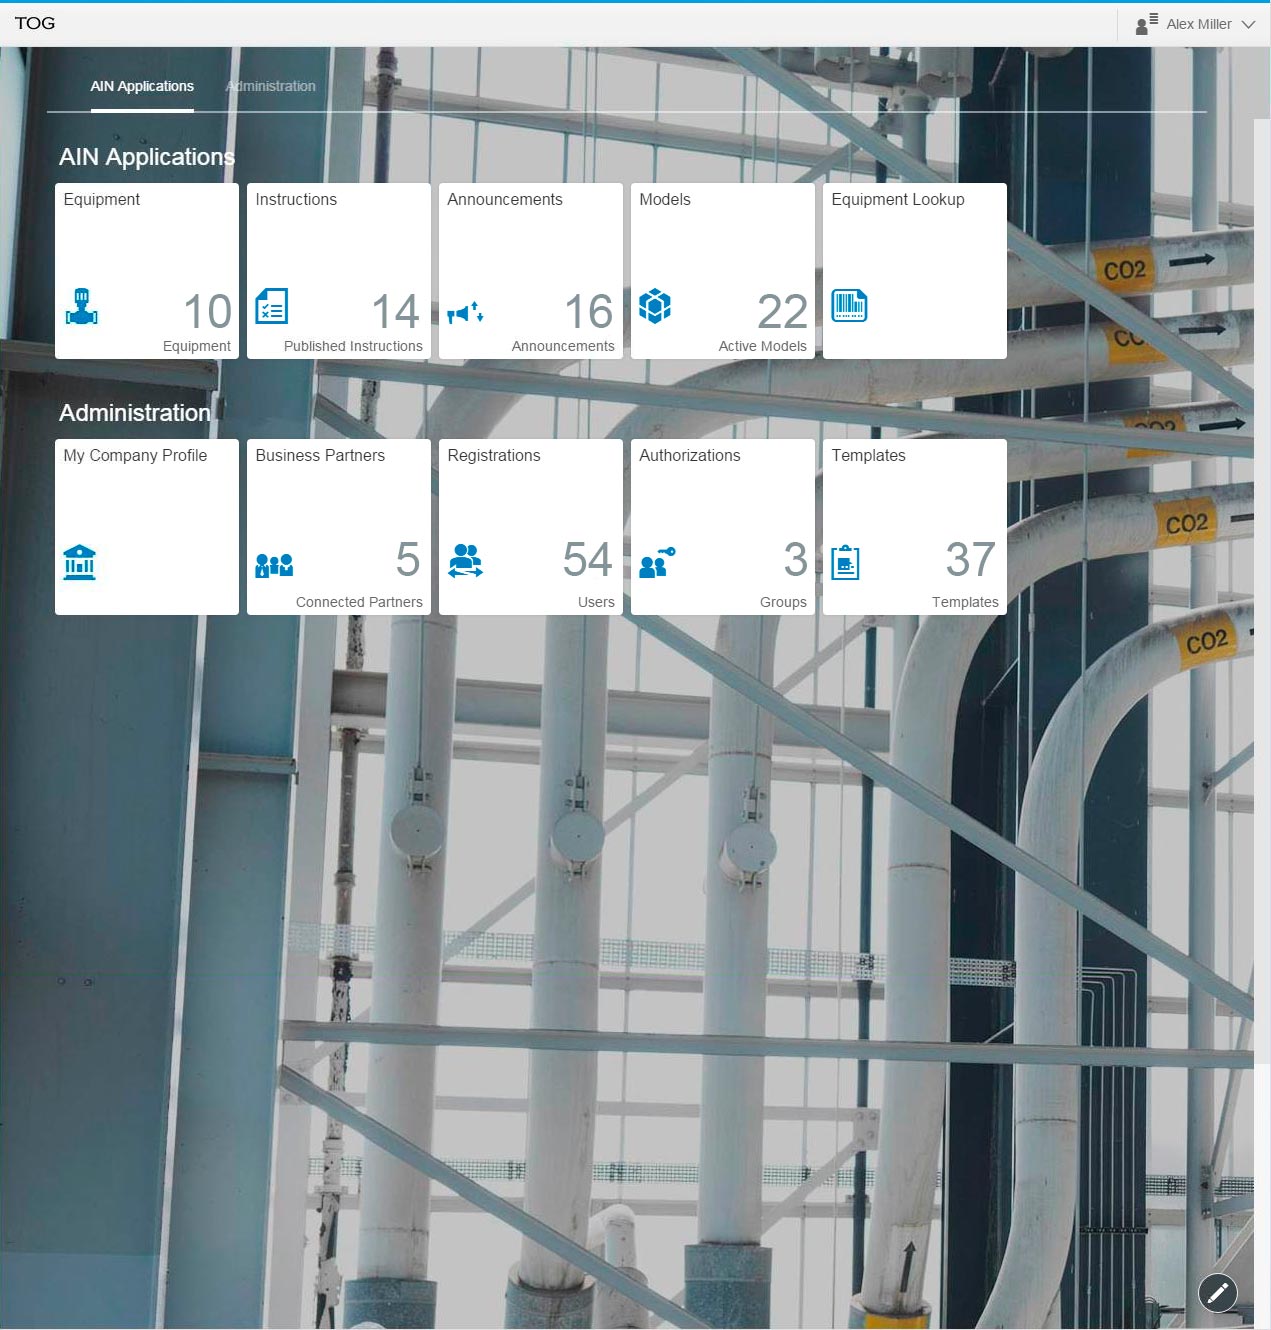 TOG
Alex Miller
AIN Applications
Administration
AIN Applications
Equipment
10
Equipment
Instructions
14
Published Instructions
Announcements
16
Announcements
Models
22
Active Models
Equipment Lookup
Administration
My Company Profile
Business Partners
5
Connected Partners
Registrations
54
Users
Authorizations
3
Groups
Templates
37
Templates
CO2
CO2
CO2
CO2
CO2